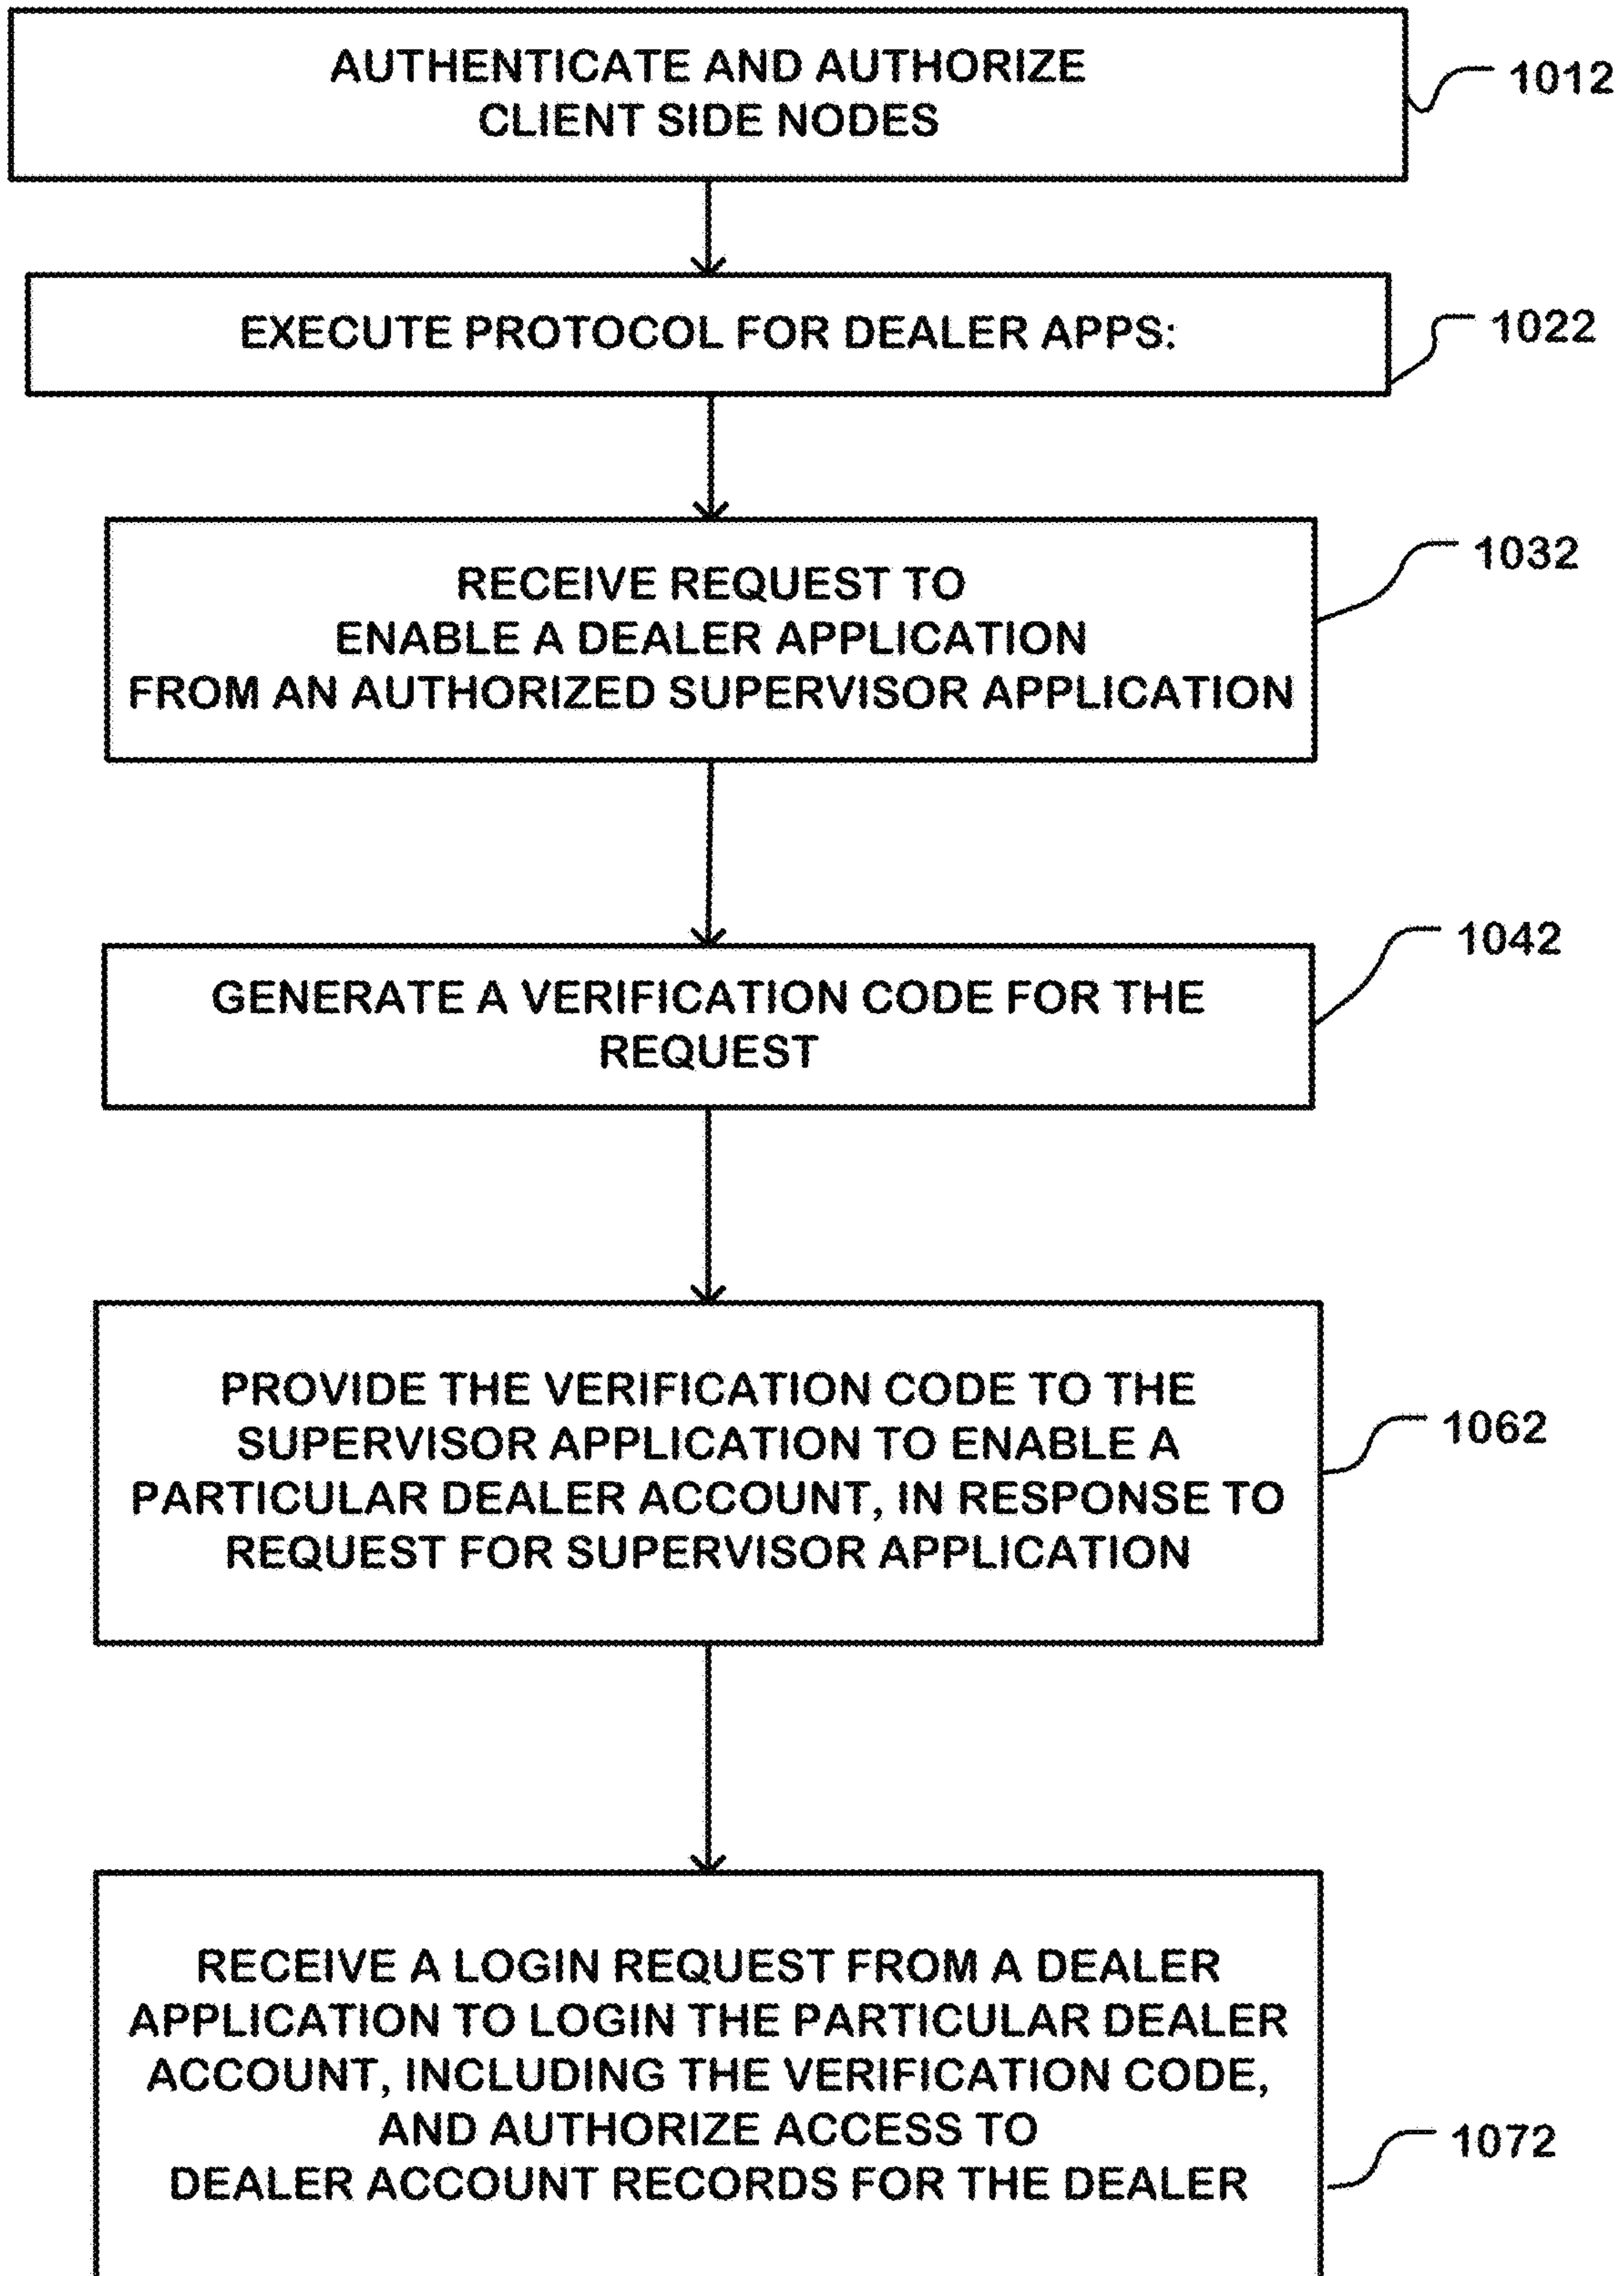 AUTHENTICATE AND AUTHORIZE
CLIENT SIDE NODES
1012
EXECUTE PROTOCOL FOR DEALER APPS:
1022
RECEIVE REQUEST TO
ENABLE A DEALER APPLICATION
FROM AN AUTHORIZED SUPERVISOR APPLICATION
1032
GENERATE A VERIFICATION CODE FOR THE
REQUEST
1042
PROVIDE THE VERIFICATION CODE TO THE
SUPERVISOR APPLICATION TO ENABLE A
PARTICULAR DEALER ACCOUNT, IN RESPONSE TO
REQUEST FOR SUPERVISOR APPLICATION
1062
RECEIVE A LOGIN REQUEST FROM A DEALER
APPLICATION TO LOGIN THE PARTICULAR DEALER
ACCOUNT, INCLUDING THE VERIFICATION CODE,
AND AUTHORIZE ACCESS TO
DEALER ACCOUNT RECORDS FOR THE DEALER
1072